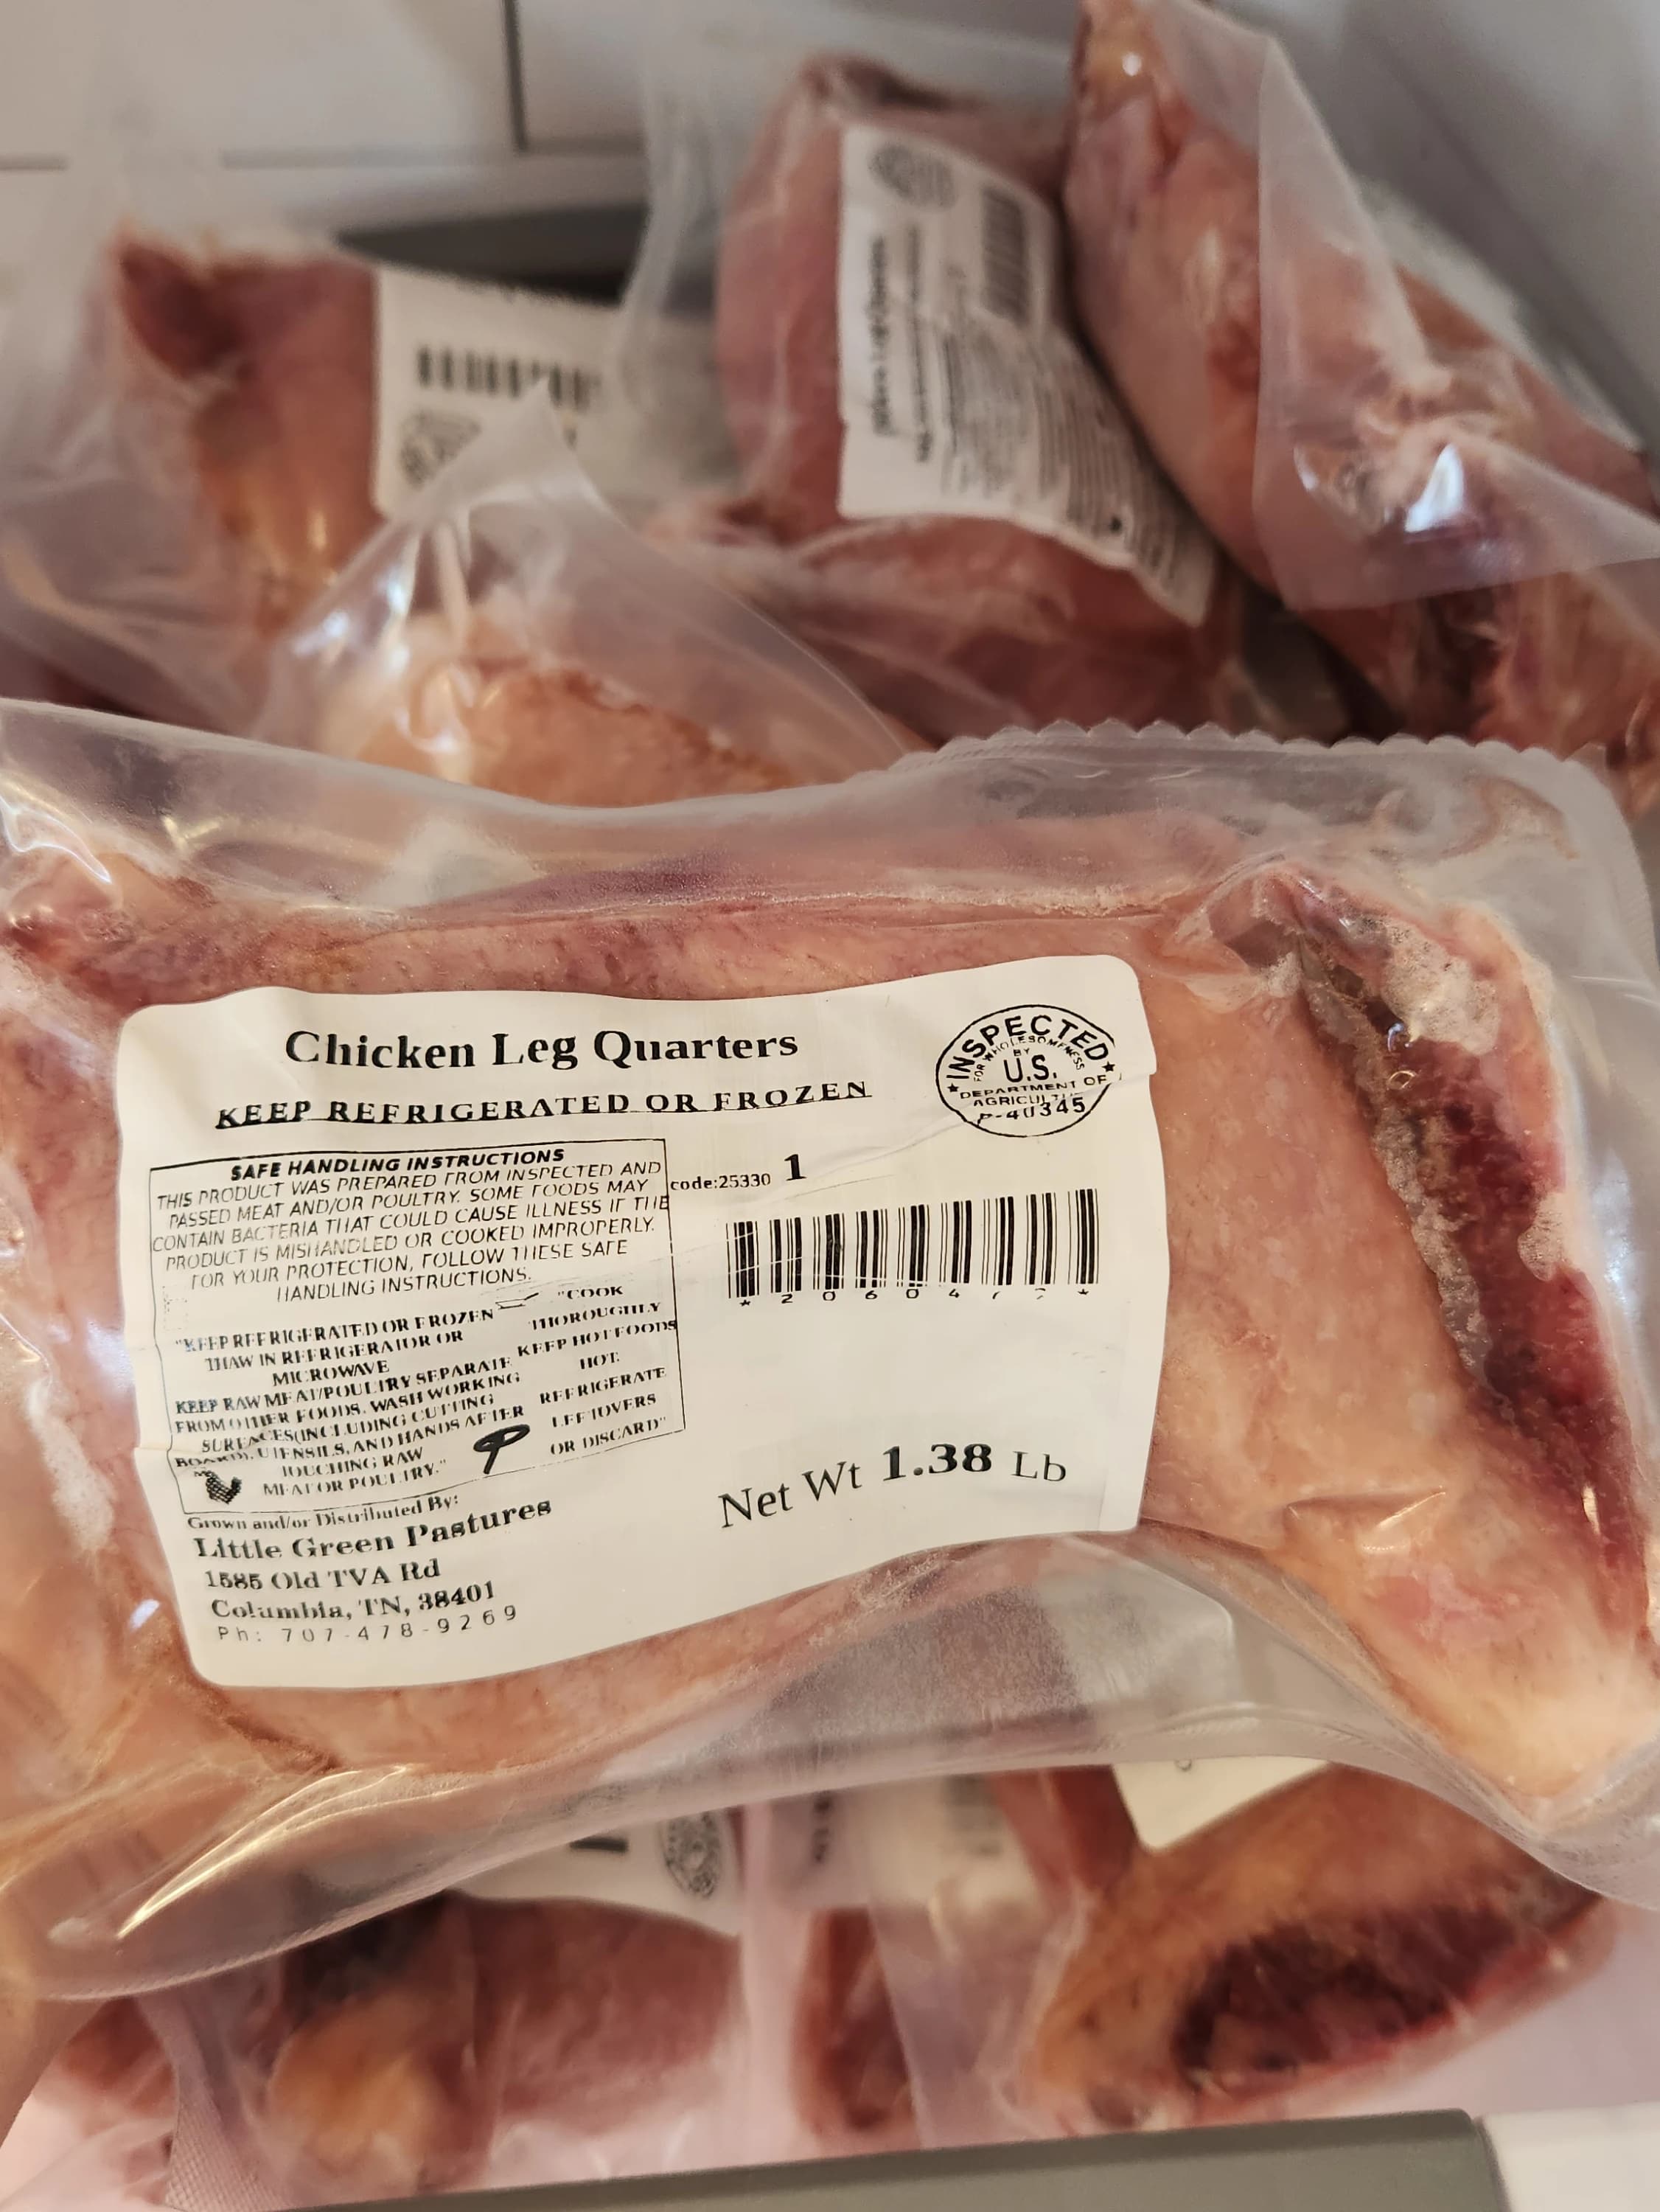 Chicken Leg Quarters
KEEP REFRIGERATED OR FROZEN
INSPECTED
FOR WHOLESOMENESS
BY
U.S.
DEPARTMENT OF
AGRICULTURE
P-40345
SAFE HANDLING INSTRUCTIONS
THIS PRODUCT WAS PREPARED FROM INSPECTED AND
PASSED MEAT AND/OR POULTRY. SOME FOODS MAY
CONTAIN BACTERIA THAT COULD CAUSE ILLNESS IF THE
PRODUCT IS MISHANDLED OR COOKED IMPROPERLY.
FOR YOUR PROTECTION, FOLLOW THESE SAFE
HANDLING INSTRUCTIONS.
"KEEP REFRIGERATED OR FROZEN
THAW IN REFRIGERATOR OR
MICROWAVE
KEEP RAW MEAT/POULTRY SEPARATE
FROM OTHER FOODS. WASH WORKING
SURFACES(INCLUDING CUTTING
BOARD), UTENSILS, AND HANDS AFTER
TOUCHING RAW
MEAT OR POULTRY."
"COOK
THOROUGHLY
KEEP HOT FOODS
HOT.
REFRIGERATE
LEFTOVERS
OR DISCARD"
code:25330 1
* 2 0 6 0 4
Net Wt 1.38 Lb
Grown and/or Distributed By:
Little Green Pastures
1585 Old TVA Rd
Columbia, TN, 38401
Ph: 707-478-9269